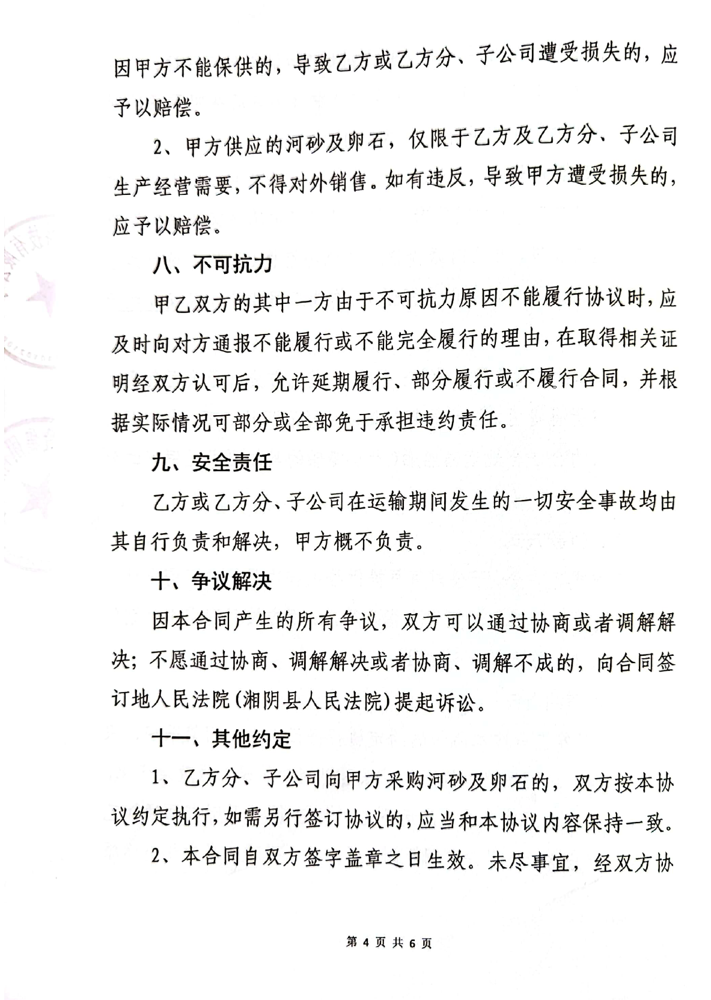 因甲方不能保供的，导致乙方或乙方分、子公司遭受损失的，应
予以赔偿。
2、甲方供应的河砂及卵石，仅限于乙方及乙方分、子公司
生产经营需要，不得对外销售。如有违反，导致甲方遭受损失的，
应予以赔偿。
八、不可抗力
甲乙双方的其中一方由于不可抗力原因不能履行协议时，应
及时向对方通报不能履行或不能完全履行的理由，在取得相关证
明经双方认可后，允许延期履行、部分履行或不履行合同，并根
据实际情况可部分或全部免于承担违约责任。
九、安全责任
乙方或乙方分、子公司在运输期间发生的一切安全事故均由
其自行负责和解决，甲方概不负责。
十、争议解决
因本合同产生的所有争议，双方可以通过协商或者调解解
决；不愿通过协商、调解解决或者协商、调解不成的，向合同签
订地人民法院(湘阴县人民法院)提起诉讼。
十一、其他约定
1、乙方分、子公司向甲方采购河砂及卵石的，双方按本协
议约定执行，如需另行签订协议的，应当和本协议内容保持一致。
2、本合同自双方签字盖章之日生效。未尽事宜，经双方协
第 4 页 共 6 页